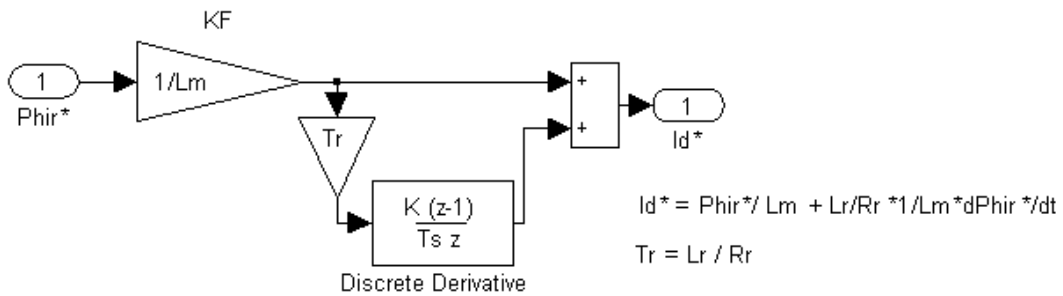 KF
1
Phir*
1/Lm
Tr
K (z-1)
Ts z
Discrete Derivative
+
+
1
Id*
Id* = Phir*/ Lm + Lr/Rr *1/Lm*dPhir */dt
Tr = Lr / Rr